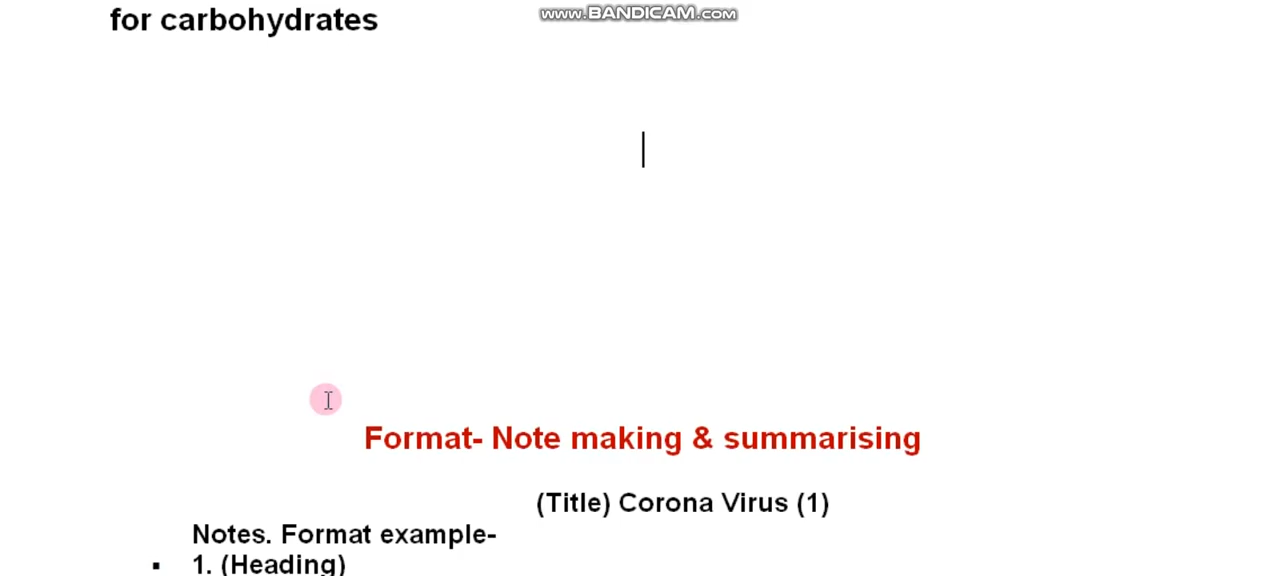 for carbohydrates
www.BANDICAM.com
Format- Note making & summarising
(Title) Corona Virus (1)
Notes. Format example-
▪ 1. (Heading)